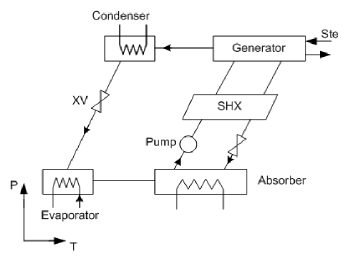 Condenser
Generator
Ste
XV
SHX
Pump
Absorber
P
Evaporator
T